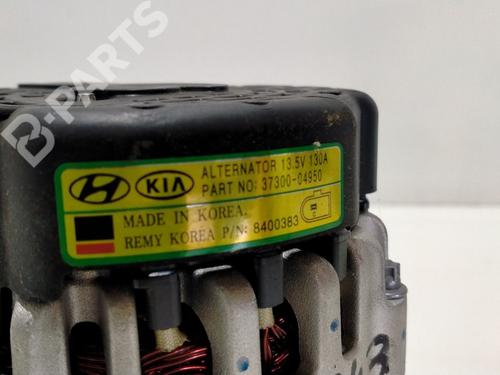 B-PARTS
KIA
ALTERNATOR 13.5V 130A
PART NO: 37300-04950
MADE IN KOREA.
REMY KOREA P/N: 8400383